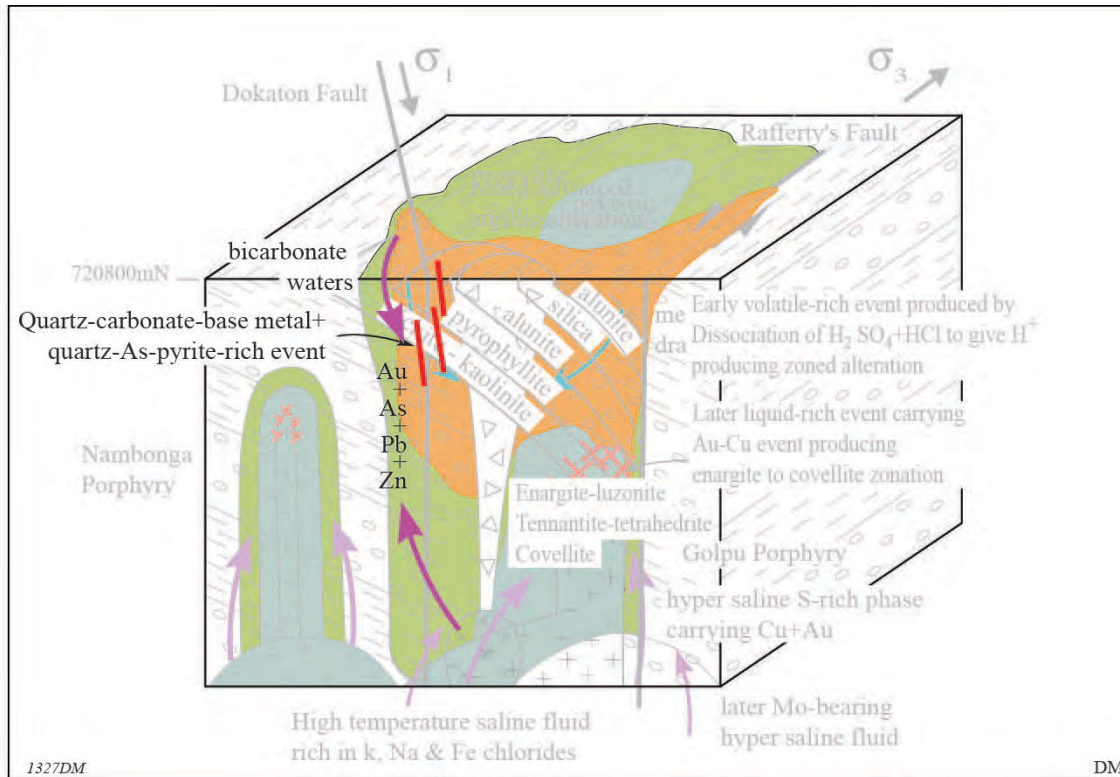 σ1
σ3
Dokaton Fault
Rafferty's Fault
argillic alteration
bicarbonate
waters
720800mN
Quartz-carbonate-base metal+
quartz-As-pyrite-rich event
alunite
silica
alunite
pyrophyllite
- kaolinite
me
dra
Early volatile-rich event produced by
Dissociation of H2 SO4+HCl to give H+
producing zoned alteration
Au
+
As
+
Pb
+
Zn
Later liquid-rich event carrying
Au-Cu event producing
enargite to covellite zonation
Nambonga
Porphyry
Enargite-luzonite
Tennantite-tetrahedrite
Covellite
Golpu Porphyry
hyper saline S-rich phase
carrying Cu+Au
High temperature saline fluid
rich in k, Na & Fe chlorides
later Mo-bearing
hyper saline fluid
1327DM
DM